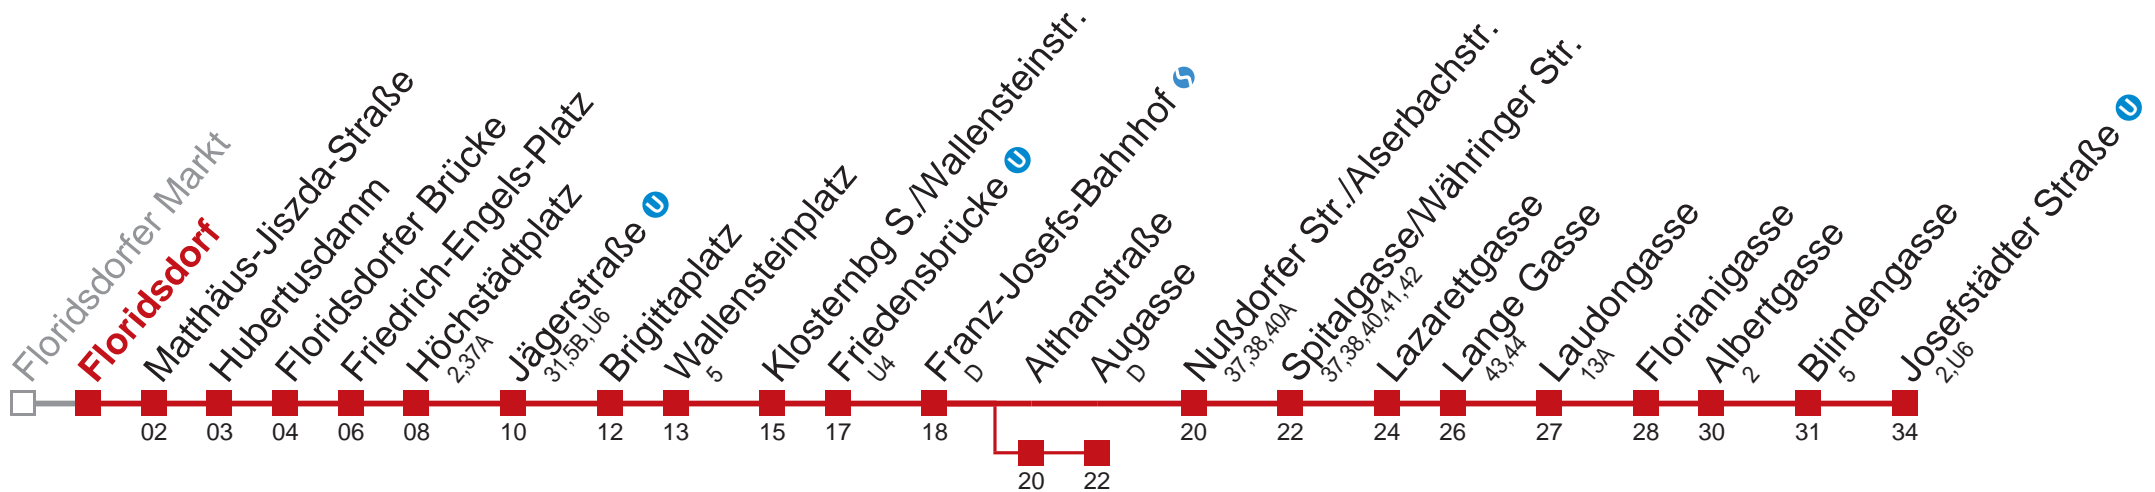 Floridsdorfer Markt
Floridsdorf
Matthäus-Jiszda-Straße
02
Hubertusdamm
03
Floridsdorfer Brücke
04
Friedrich-Engels-Platz
06
Höchstädtplatz
2,37A
08
Jägerstraße U
31,5B,U6
10
Brigittaplatz
12
Wallensteinplatz
5
13
Klosternbg S./Wallensteinstr.
15
Friedensbrücke U
U4
17
Franz-Josefs-Bahnhof S
D
18
Althanstraße
20
Augasse
D
22
Nußdorfer Str./Alserbachstr.
37,38,40A
20
Spitalgasse/Währinger Str.
37,38,40,41,42
22
Lazarettgasse
24
Lange Gasse
43,44
26
Laudongasse
13A
27
Florianigasse
28
Albertgasse
2
30
Blindengasse
5
31
Josefstädter Straße U
2,U6
34